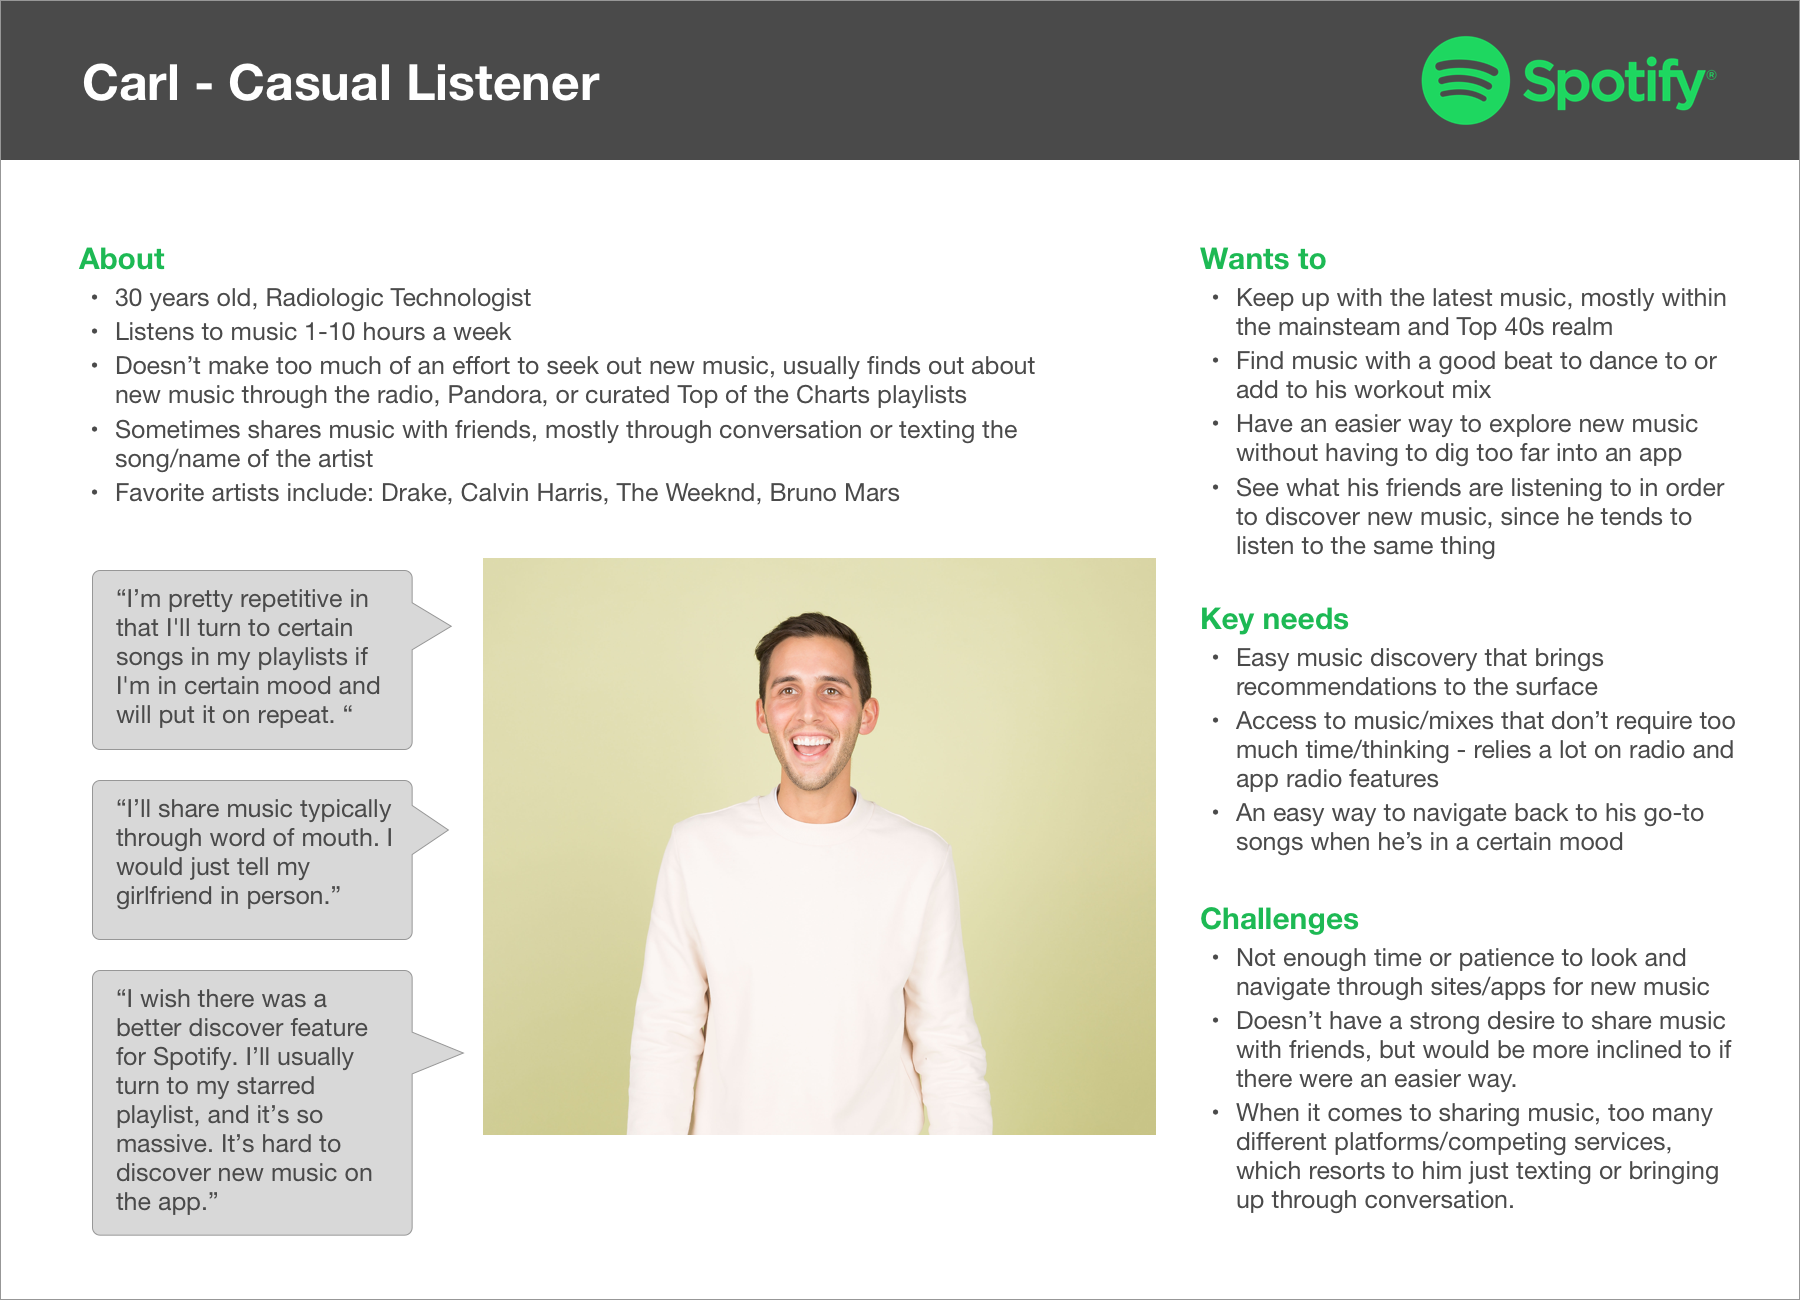 Carl - Casual Listener
Spotify®
About
• 30 years old, Radiologic Technologist
• Listens to music 1-10 hours a week
• Doesn’t make too much of an effort to seek out new music, usually finds out about
new music through the radio, Pandora, or curated Top of the Charts playlists
• Sometimes shares music with friends, mostly through conversation or texting the
song/name of the artist
• Favorite artists include: Drake, Calvin Harris, The Weeknd, Bruno Mars
“I’m pretty repetitive in
that I'll turn to certain
songs in my playlists if
I'm in certain mood and
will put it on repeat. “
“I’ll share music typically
through word of mouth. I
would just tell my
girlfriend in person.”
“I wish there was a
better discover feature
for Spotify. I’ll usually
turn to my starred
playlist, and it’s so
massive. It’s hard to
discover new music on
the app.”
Wants to
• Keep up with the latest music, mostly within
the mainsteam and Top 40s realm
• Find music with a good beat to dance to or
add to his workout mix
• Have an easier way to explore new music
without having to dig too far into an app
• See what his friends are listening to in order
to discover new music, since he tends to
listen to the same thing
Key needs
• Easy music discovery that brings
recommendations to the surface
• Access to music/mixes that don’t require too
much time/thinking - relies a lot on radio and
app radio features
• An easy way to navigate back to his go-to
songs when he’s in a certain mood
Challenges
• Not enough time or patience to look and
navigate through sites/apps for new music
• Doesn’t have a strong desire to share music
with friends, but would be more inclined to if
there were an easier way.
• When it comes to sharing music, too many
different platforms/competing services,
which resorts to him just texting or bringing
up through conversation.